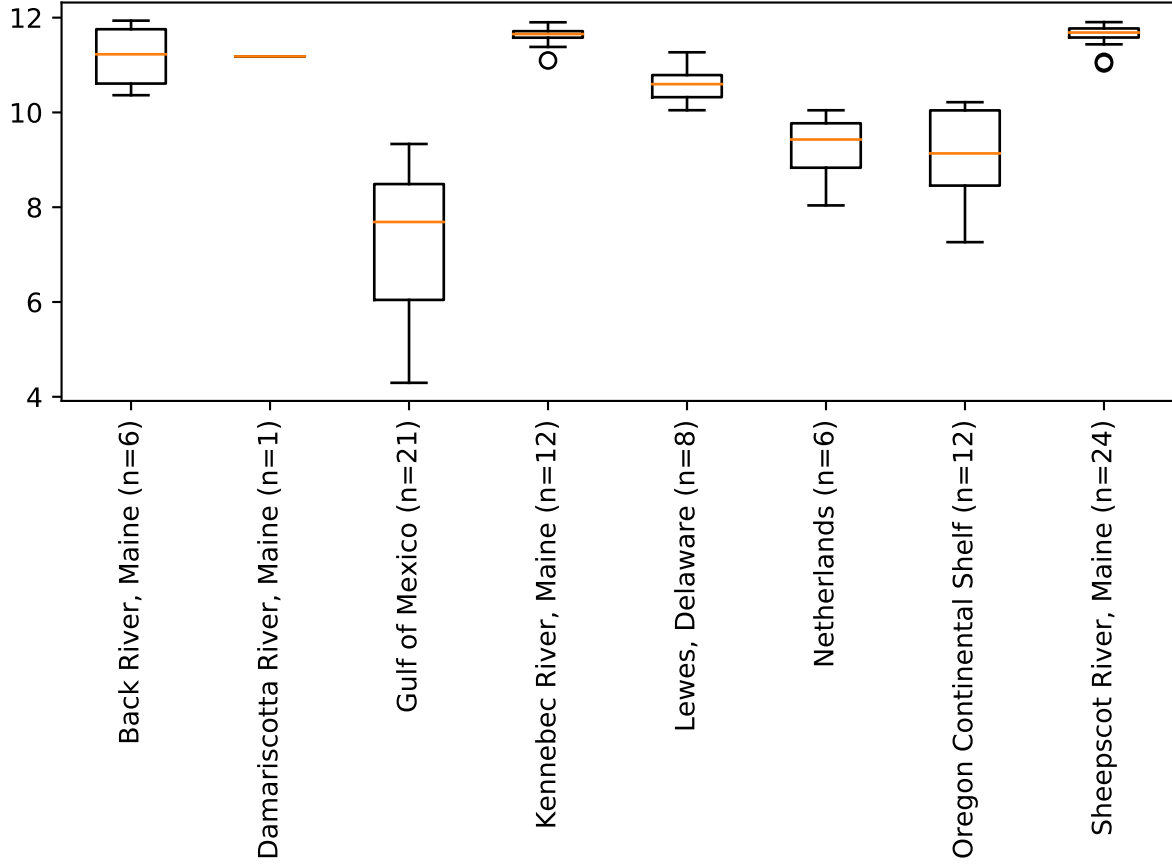 12
10
8
6
4
Back River, Maine (n=6)
Damariscotta River, Maine (n=1)
Gulf of Mexico (n=21)
Kennebec River, Maine (n=12)
Lewes, Delaware (n=8)
Netherlands (n=6)
Oregon Continental Shelf (n=12)
Sheepscot River, Maine (n=24)